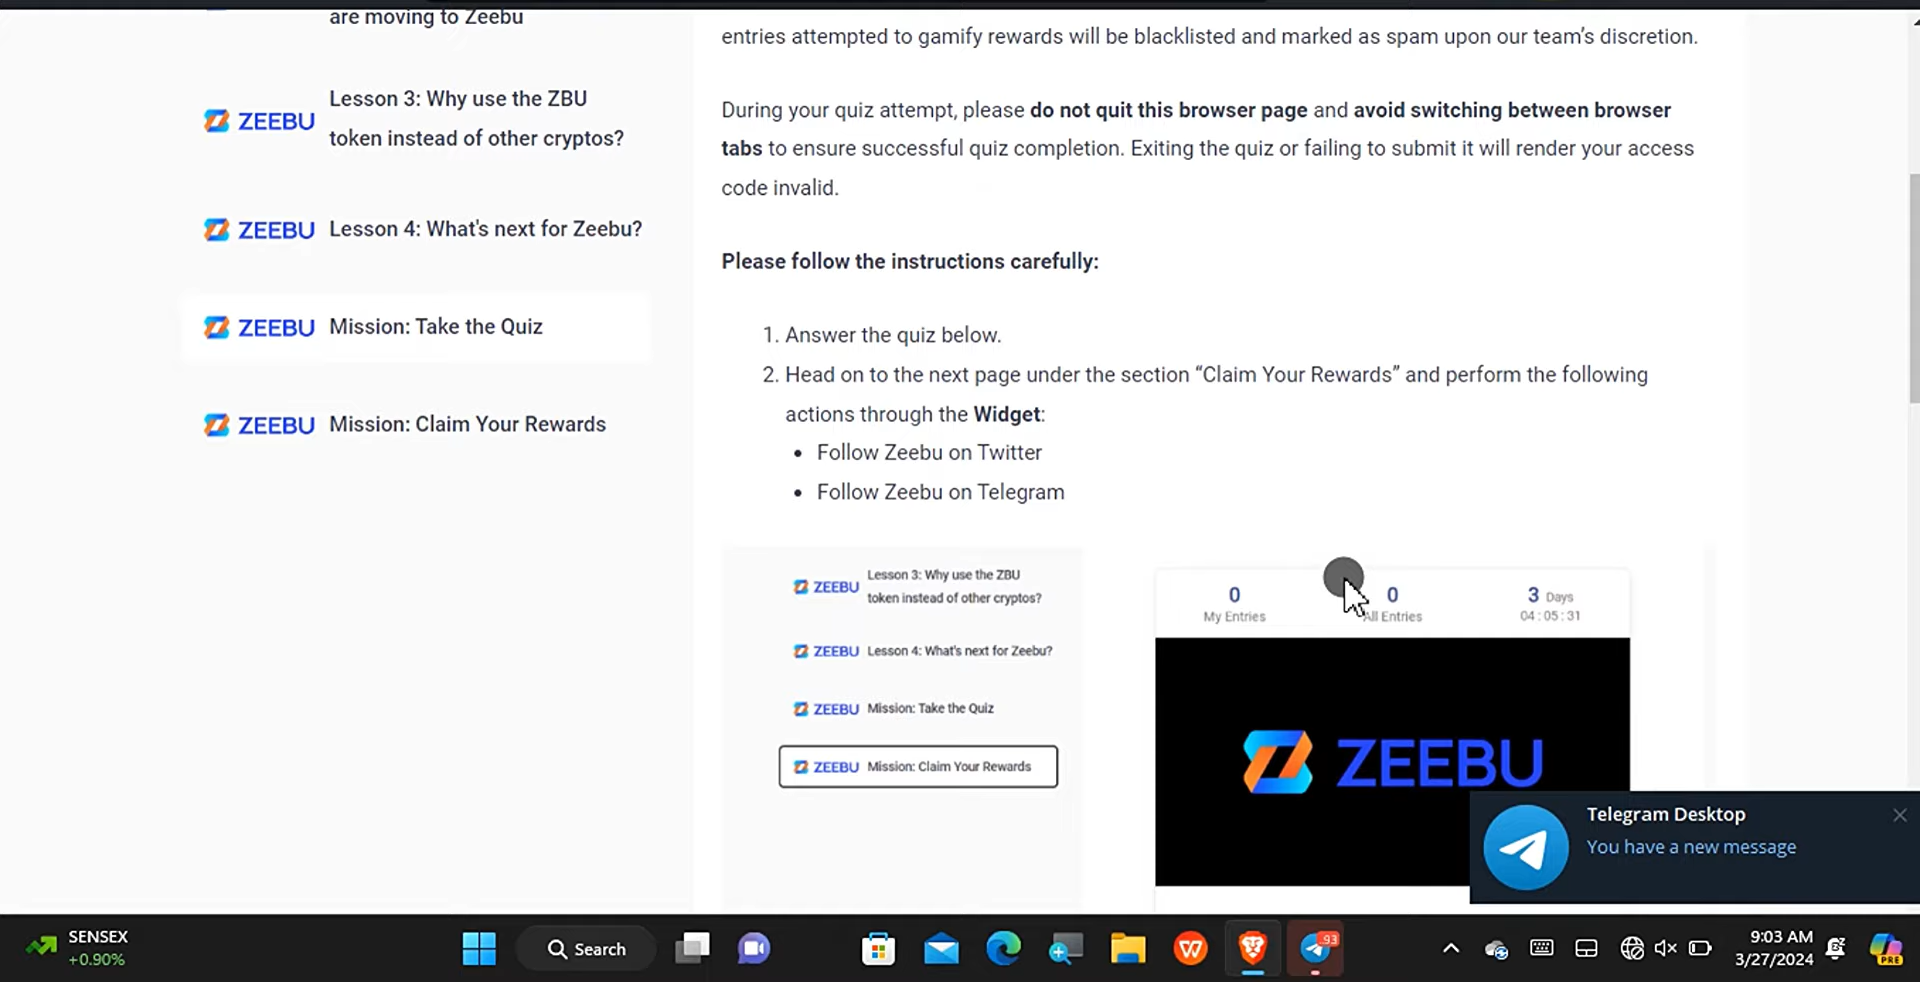 are moving to Zeebu
ZEEBU
Lesson 3: Why use the ZBU
token instead of other cryptos?
ZEEBU Lesson 4: What's next for Zeebu?
ZEEBU Mission: Take the Quiz
ZEEBU Mission: Claim Your Rewards
entries attempted to gamify rewards will be blacklisted and marked as spam upon our team's discretion.
During your quiz attempt, please do not quit this browser page and avoid switching between browser
tabs to ensure successful quiz completion. Exiting the quiz or failing to submit it will render your access
code invalid.
Please follow the instructions carefully:
1. Answer the quiz below.
2. Head on to the next page under the section “Claim Your Rewards” and perform the following
actions through the Widget:
• Follow Zeebu on Twitter
• Follow Zeebu on Telegram
ZEEBU
Lesson 3: Why use the ZBU
token instead of other cryptos?
ZEEBU Lesson 4: What's next for Zeebu?
ZEEBU Mission: Take the Quiz
ZEEBU Mission: Claim Your Rewards
0 0 3 Days
My Entries All Entries 04:05:31
ZEEBU
Telegram Desktop
You have a new message
SENSEX
+0.90%
Search
W
93
9:03 AM
3/27/2024
PRE